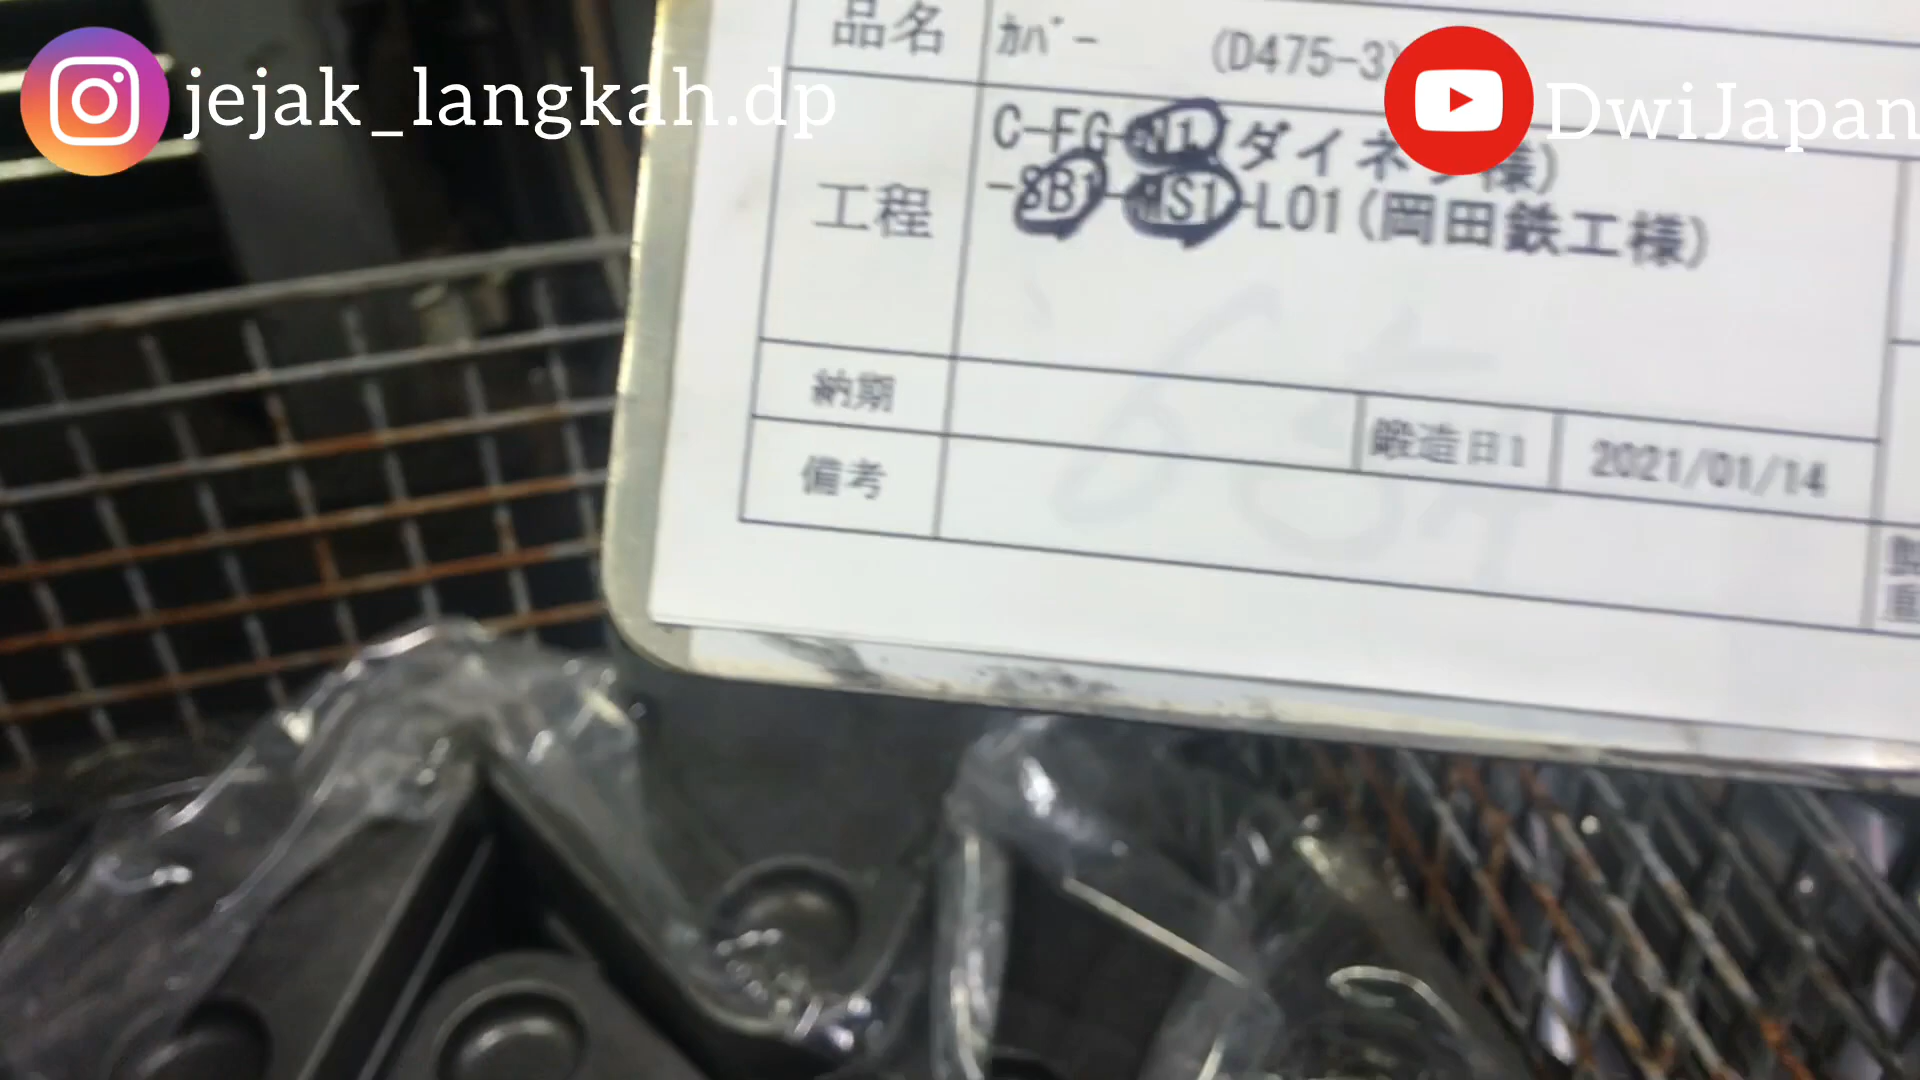 jejak_langkah.dp
DwiJapan
品名 カバー (D475-3)
工程 C-FG-N1(ダイネツ様)
-SB1-MS1-L01(岡田鉄工様)
納期 鍛造日1 2021/01/14
備考